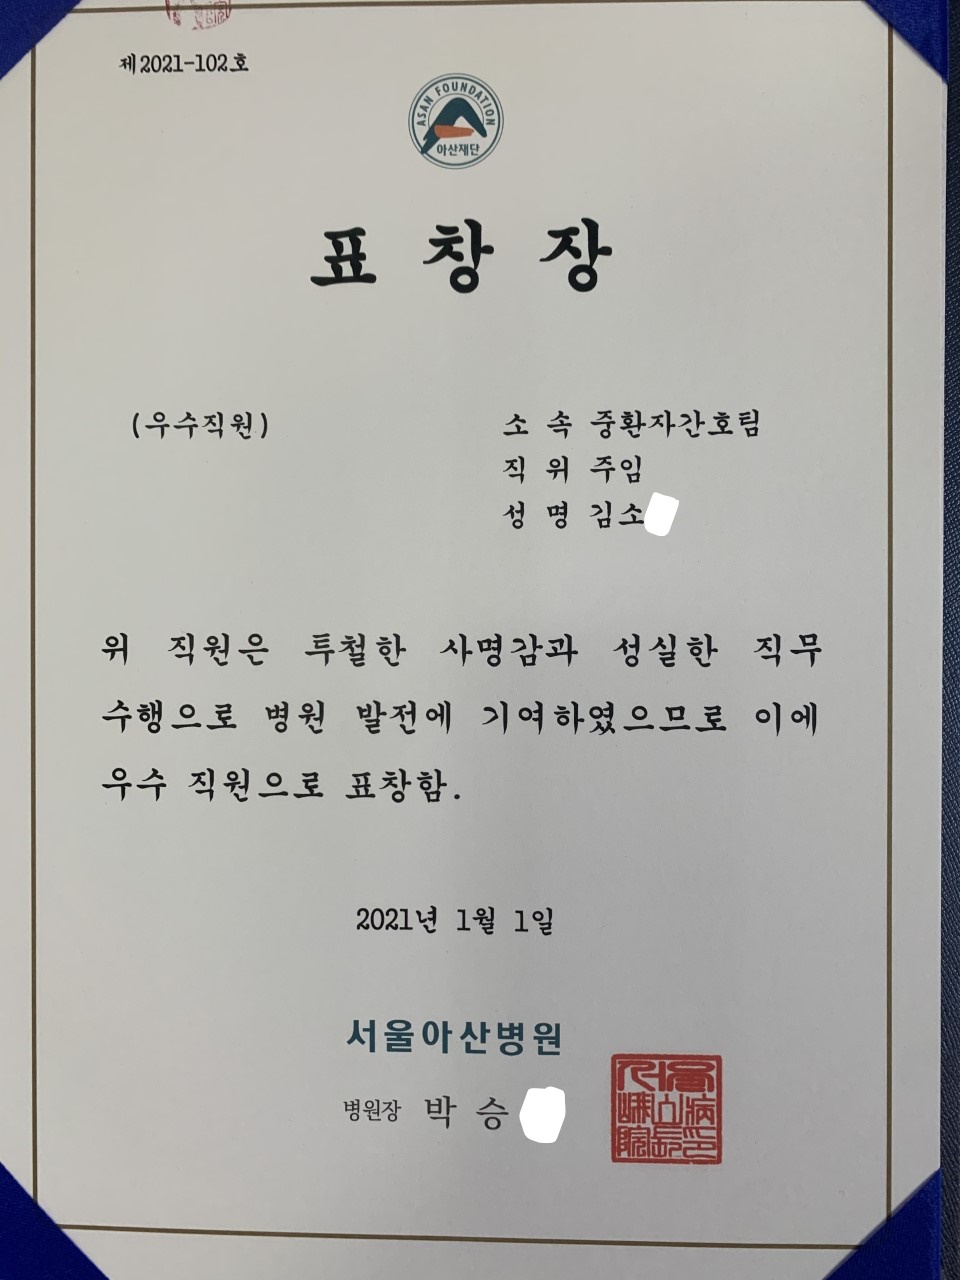 제2021-102호
ASAN FOUNDATION
아산재단
표 창 장
(우수직원)
소 속 중환자간호팀
직 위 주임
성 명 김소
위 직원은 투철한 사명감과 성실한 직무
수행으로 병원 발전에 기여하였으므로 이에
우수 직원으로 표창함.
2021년 1월 1일
서울아산병원
병원장 박 승